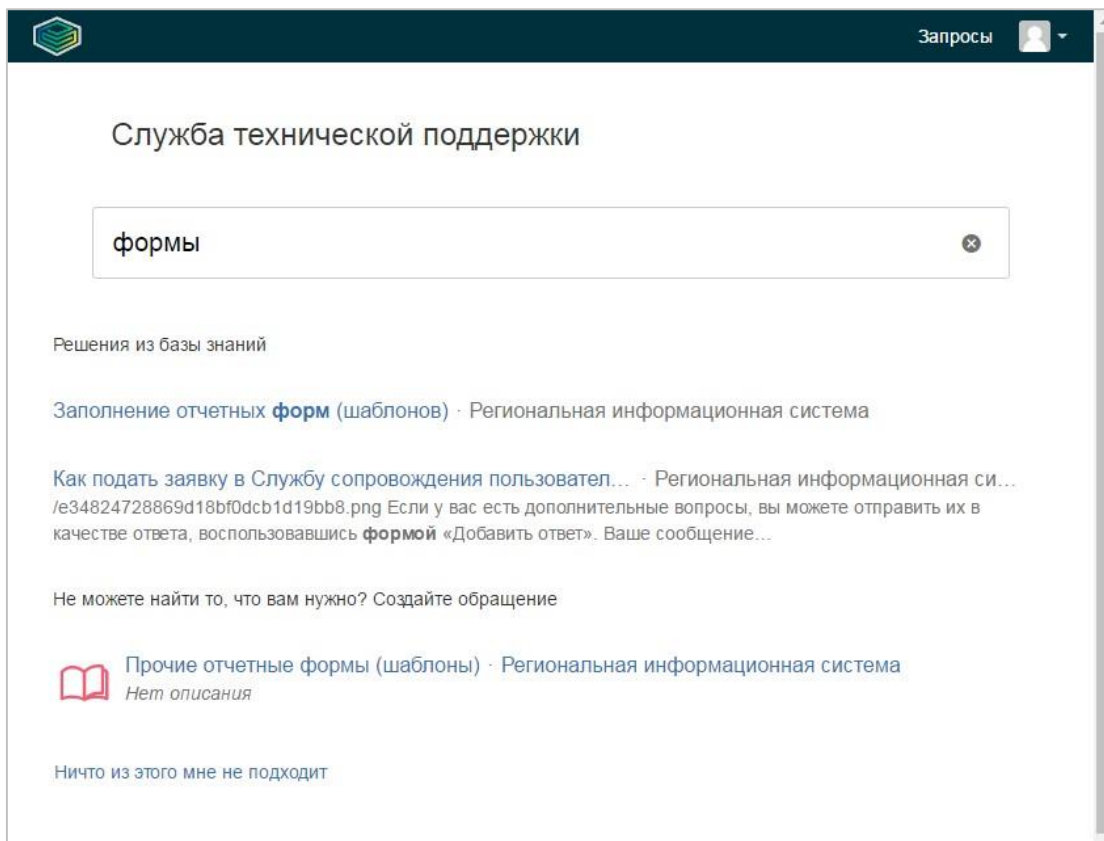 Запросы
Служба технической поддержки
формы
Решения из базы знаний
Заполнение отчетных форм (шаблонов) · Региональная информационная система
Как подать заявку в Службу сопровождения пользовател... · Региональная информационная си...
/e34824728869d18bf0dcb1d19bb8.png Если у вас есть дополнительные вопросы, вы можете отправить их в
качестве ответа, воспользовавшись формой «Добавить ответ». Ваше сообщение...
Не можете найти то, что вам нужно? Создайте обращение
Прочие отчетные формы (шаблоны) · Региональная информационная система
Нет описания
Ничто из этого мне не подходит